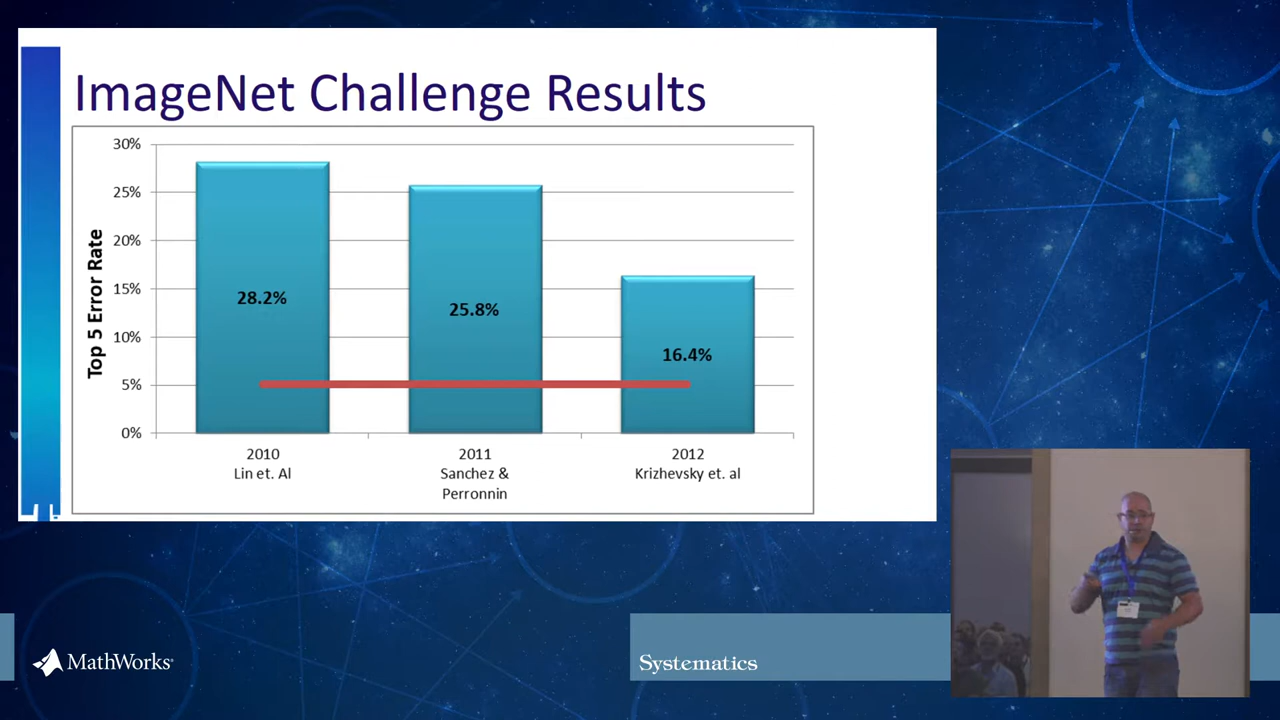 ImageNet Challenge Results
Top 5 Error Rate
30%
25%
20%
15%
10%
5%
0%
28.2%
25.8%
16.4%
2010
Lin et. Al
2011
Sanchez &
Perronnin
2012
Krizhevsky et. al
MathWorks®
Systematics